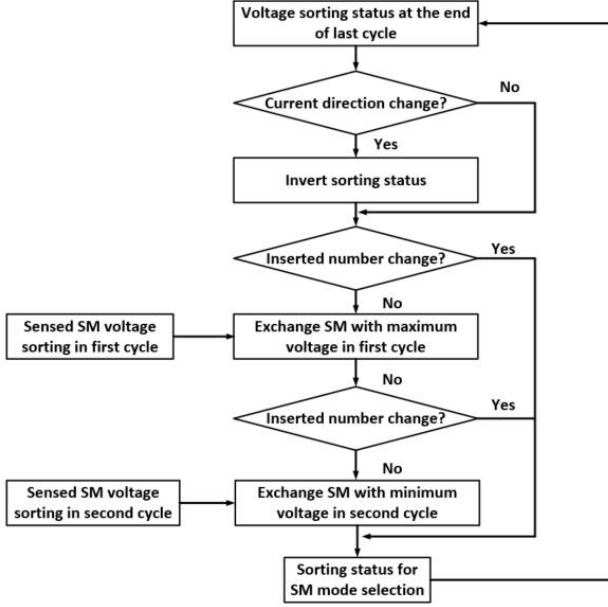 Voltage sorting status at the end
of last cycle
Current direction change?
No
Yes
Invert sorting status
Inserted number change?
Yes
No
Sensed SM voltage
sorting in first cycle
Exchange SM with maximum
voltage in first cycle
No
Inserted number change?
Yes
No
Sensed SM voltage
sorting in second cycle
Exchange SM with minimum
voltage in second cycle
Sorting status for
SM mode selection